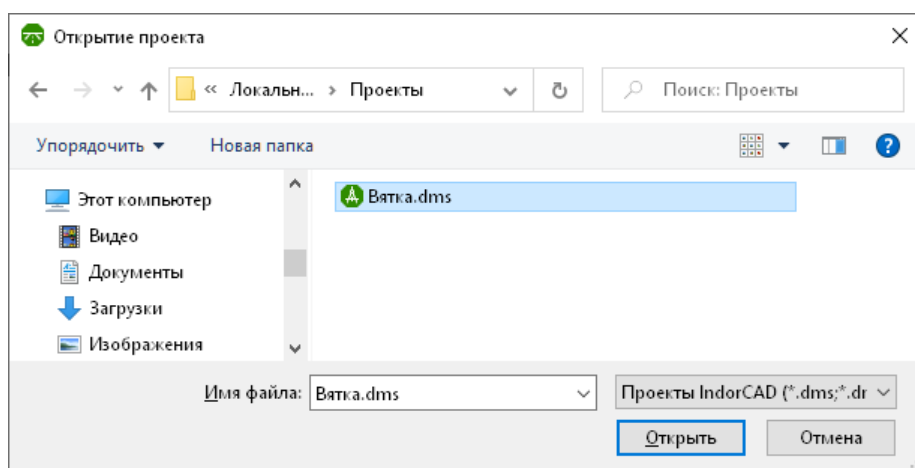 Открытие проекта
« Локальн... › Проекты
Поиск: Проекты
Упорядочить
Новая папка
Этот компьютер
Видео
Документы
Загрузки
Изображения
Вятка.dms
Имя файла: Вятка.dms
Проекты IndorCAD (*.dms;*.dr
Открыть
Отмена